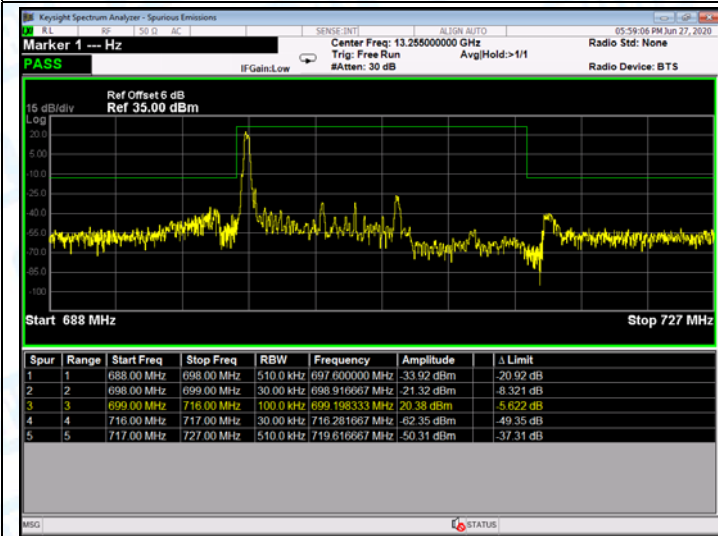 Keysight Spectrum Analyzer - Spurious Emissions
RL RF 50 Ω AC SENSE:INT ALIGN AUTO 05:59:06 PM Jun 27, 2020
Marker 1 --- Hz Center Freq: 13.255000000 GHz Radio Std: None
Trig: Free Run Avg|Hold:>1/1
PASS IFGain:Low #Atten: 30 dB Radio Device: BTS
Ref Offset 6 dB
15 dB/div Ref 35.00 dBm
Log
20.0
5.00
-10.0
-25.0
-40.0
-55.0
-70.0
-85.0
-100
Start 688 MHz Stop 727 MHz
Spur Range Start Freq Stop Freq RBW Frequency Amplitude Δ Limit
1 1 688.00 MHz 698.00 MHz 510.0 kHz 697.600000 MHz -33.92 dBm -20.92 dB
2 2 698.00 MHz 699.00 MHz 30.00 kHz 698.916667 MHz -21.32 dBm -8.321 dB
3 3 699.00 MHz 716.00 MHz 100.0 kHz 699.198333 MHz 20.38 dBm -5.622 dB
4 4 716.00 MHz 717.00 MHz 30.00 kHz 716.281667 MHz -62.35 dBm -49.35 dB
5 5 717.00 MHz 727.00 MHz 510.0 kHz 719.616667 MHz -50.31 dBm -37.31 dB
MSG STATUS